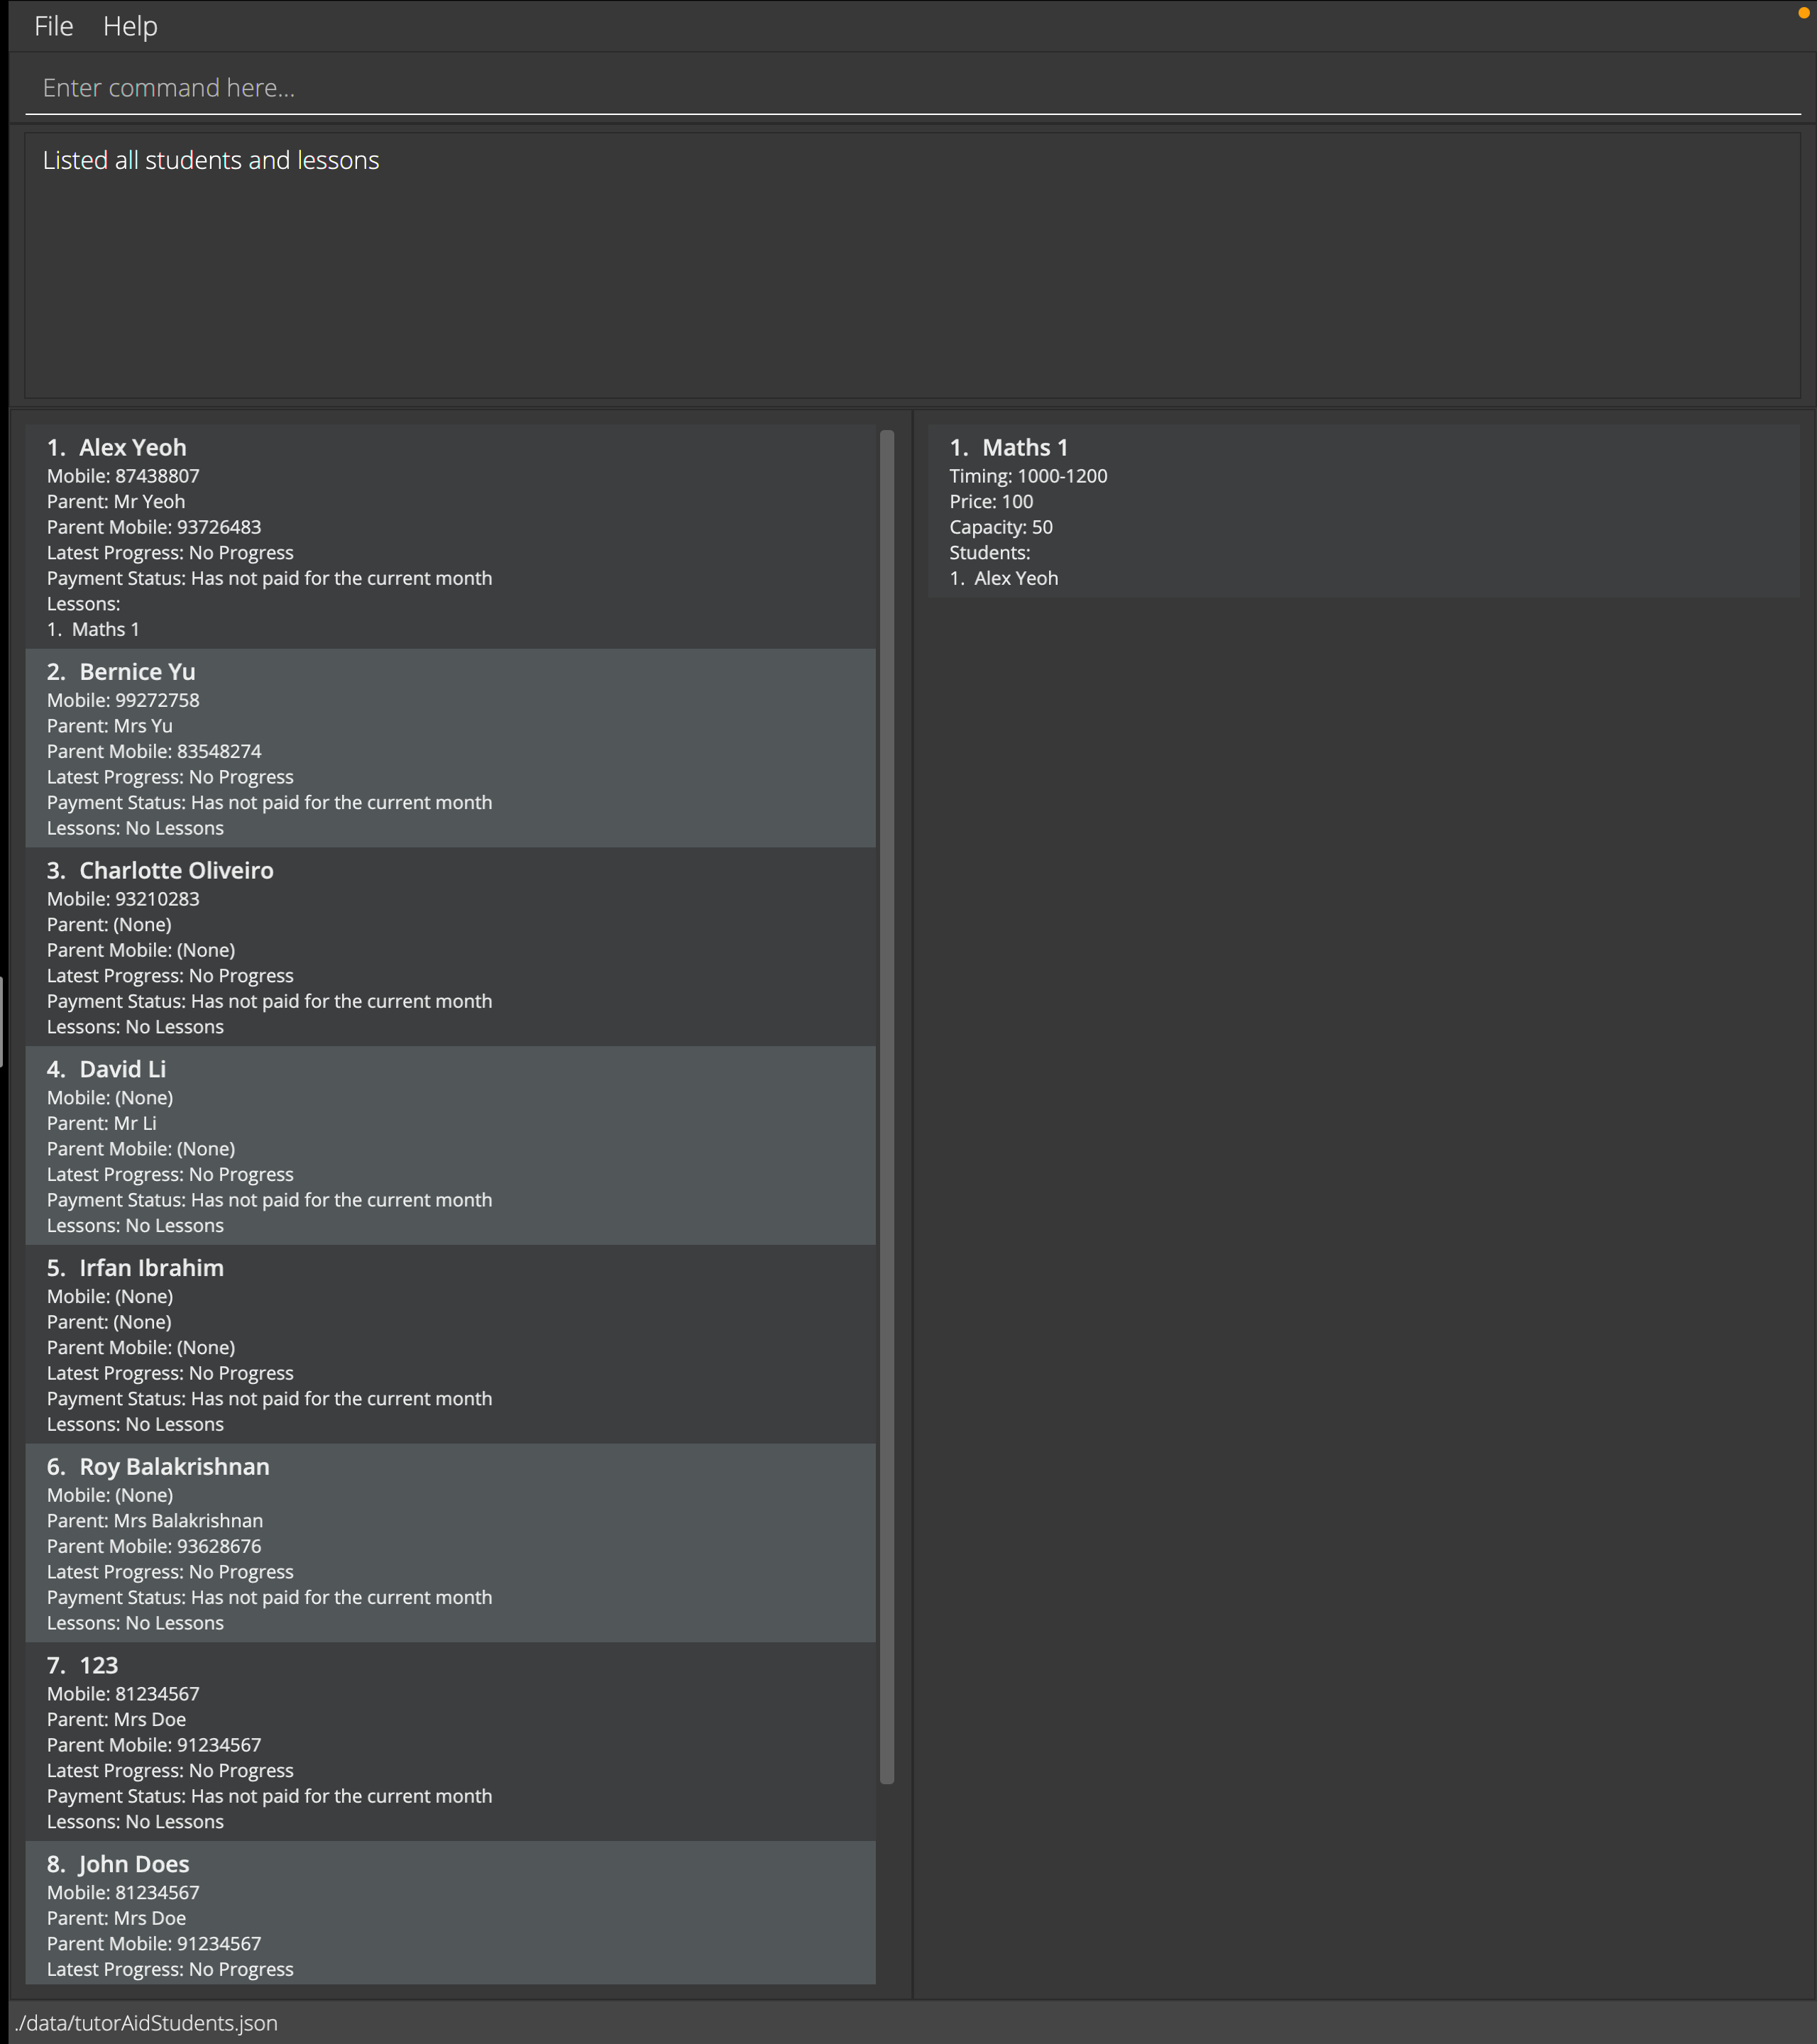 File Help
Enter command here...
Listed all students and lessons
1. Alex Yeoh
Mobile: 87438807
Parent: Mr Yeoh
Parent Mobile: 93726483
Latest Progress: No Progress
Payment Status: Has not paid for the current month
Lessons:
1. Maths 1
2. Bernice Yu
Mobile: 99272758
Parent: Mrs Yu
Parent Mobile: 83548274
Latest Progress: No Progress
Payment Status: Has not paid for the current month
Lessons: No Lessons
3. Charlotte Oliveiro
Mobile: 93210283
Parent: (None)
Parent Mobile: (None)
Latest Progress: No Progress
Payment Status: Has not paid for the current month
Lessons: No Lessons
4. David Li
Mobile: (None)
Parent: Mr Li
Parent Mobile: (None)
Latest Progress: No Progress
Payment Status: Has not paid for the current month
Lessons: No Lessons
5. Irfan Ibrahim
Mobile: (None)
Parent: (None)
Parent Mobile: (None)
Latest Progress: No Progress
Payment Status: Has not paid for the current month
Lessons: No Lessons
6. Roy Balakrishnan
Mobile: (None)
Parent: Mrs Balakrishnan
Parent Mobile: 93628676
Latest Progress: No Progress
Payment Status: Has not paid for the current month
Lessons: No Lessons
7. 123
Mobile: 81234567
Parent: Mrs Doe
Parent Mobile: 91234567
Latest Progress: No Progress
Payment Status: Has not paid for the current month
Lessons: No Lessons
8. John Does
Mobile: 81234567
Parent: Mrs Doe
Parent Mobile: 91234567
Latest Progress: No Progress
1. Maths 1
Timing: 1000-1200
Price: 100
Capacity: 50
Students:
1. Alex Yeoh
./data/tutorAidStudents.json